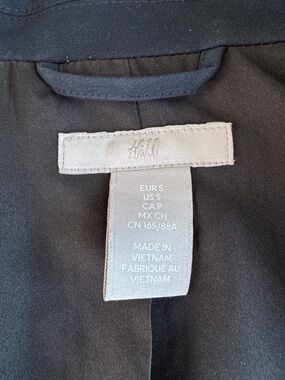 H&M
EUR S
US S
CA P
MX CH
CN 165/88A
MADE IN
VIETNAM
FABRIQUÉ AU
VIETNAM